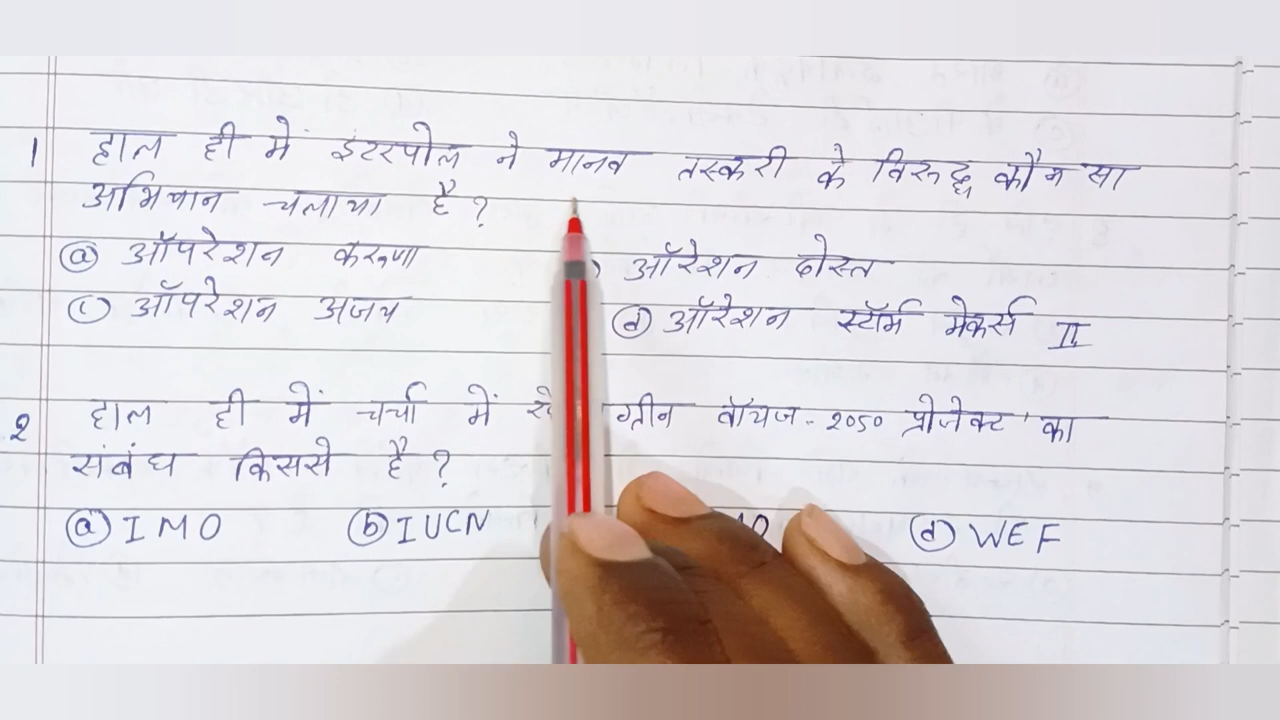 1 हाल ही में इंटरपोल ने मानव तस्करी के विरुद्ध कौन सा
अभियान चलाया है ?
(a) ऑपरेशन करुणा ऑरेशन दोस्त
(c) ऑपरेशन अजय (d) ऑरेशन स्टॉर्म मेकर्स II
2 हाल ही में चर्चा में ग्रीन वॉयज - 2050 प्रोजेक्ट ' का
संबंध किससे है ?
(a) IMO (b) IUCN (d) WEF